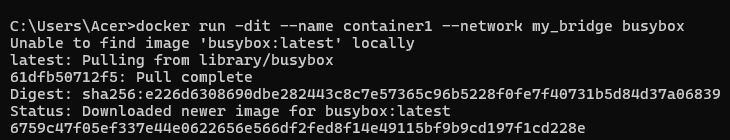 C:\Users\Acer>docker run -dit --name container1 --network my_bridge busybox
Unable to find image 'busybox:latest' locally
latest: Pulling from library/busybox
61dfb50712f5: Pull complete
Digest: sha256:e226d6308690dbe282443c8c7e57365c96b5228f0fe7f40731b5d84d37a06839
Status: Downloaded newer image for busybox:latest
6759c47f05ef337e44e0622656e566df2fed8f14e49115bf9b9cd197f1cd228e